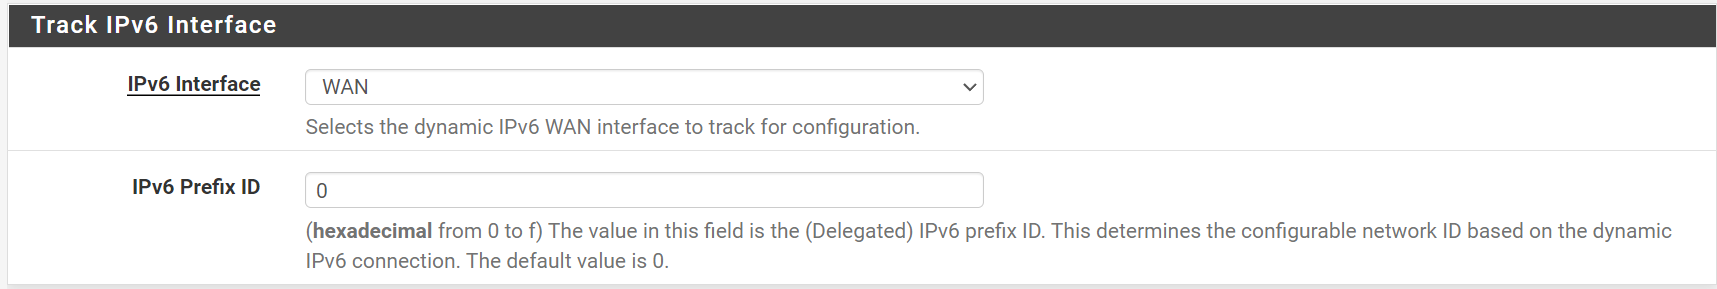 Track IPv6 Interface
IPv6 Interface
WAN
Selects the dynamic IPv6 WAN interface to track for configuration.
IPv6 Prefix ID
0
(hexadecimal from 0 to f) The value in this field is the (Delegated) IPv6 prefix ID. This determines the configurable network ID based on the dynamic
IPv6 connection. The default value is 0.